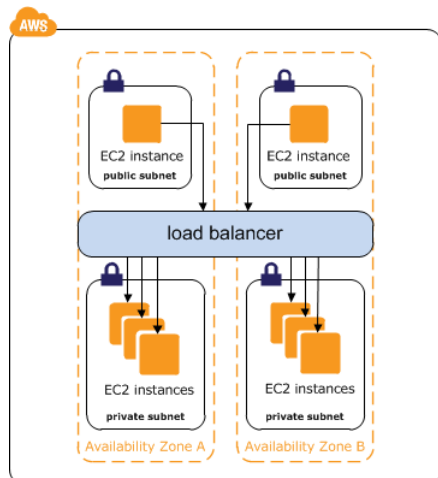 AWS
EC2 instance
public subnet
EC2 instance
public subnet
load balancer
EC2 instances
private subnet
EC2 instances
private subnet
Availability Zone A
Availability Zone B